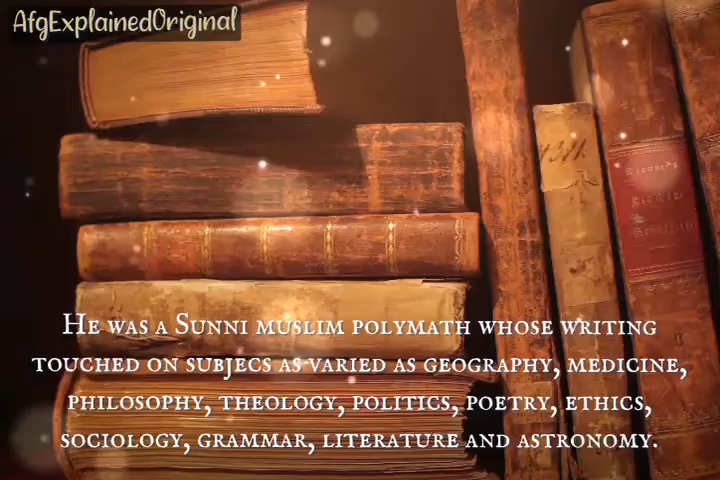 AfgExplainedOriginal
He was a Sunni muslim polymath whose writing
touched on subjecs as varied as geography, medicine,
philosophy, theology, politics, poetry, ethics,
sociology, grammar, literature and astronomy.